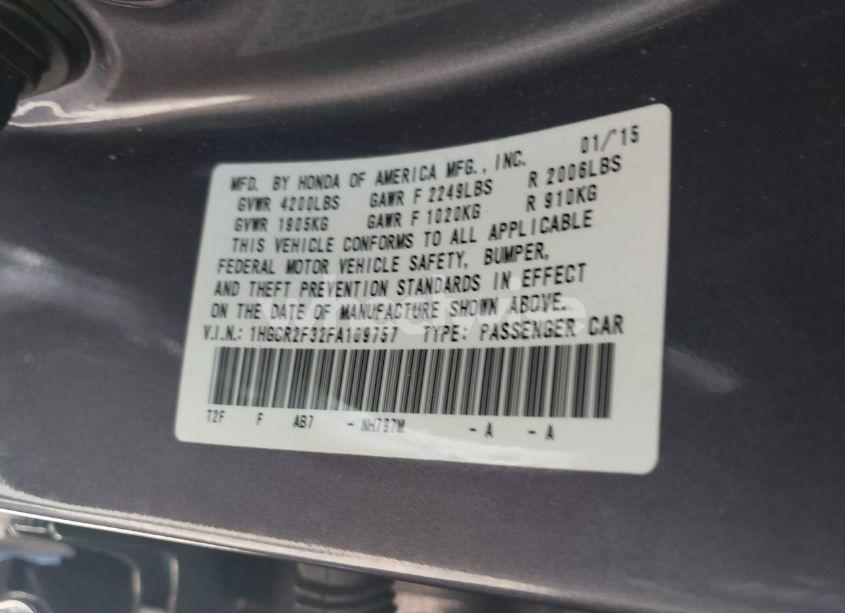 MFD. BY HONDA OF AMERICA MFG., INC. 01/'15
GVWR 4200LBS GAWR F 2249LBS R 2006LBS
GVWR 1905KG GAWR F 1020KG R 910KG
THIS VEHICLE CONFORMS TO ALL APPLICABLE
FEDERAL MOTOR VEHICLE SAFETY, BUMPER,
AND THEFT PREVENTION STANDARDS IN EFFECT
ON THE DATE OF MANUFACTURE SHOWN ABOVE.
V.I.N.: 1HGCR2F32FA109757 TYPE: PASSENGER CAR
T2F F AB7 - NH797M - A - A